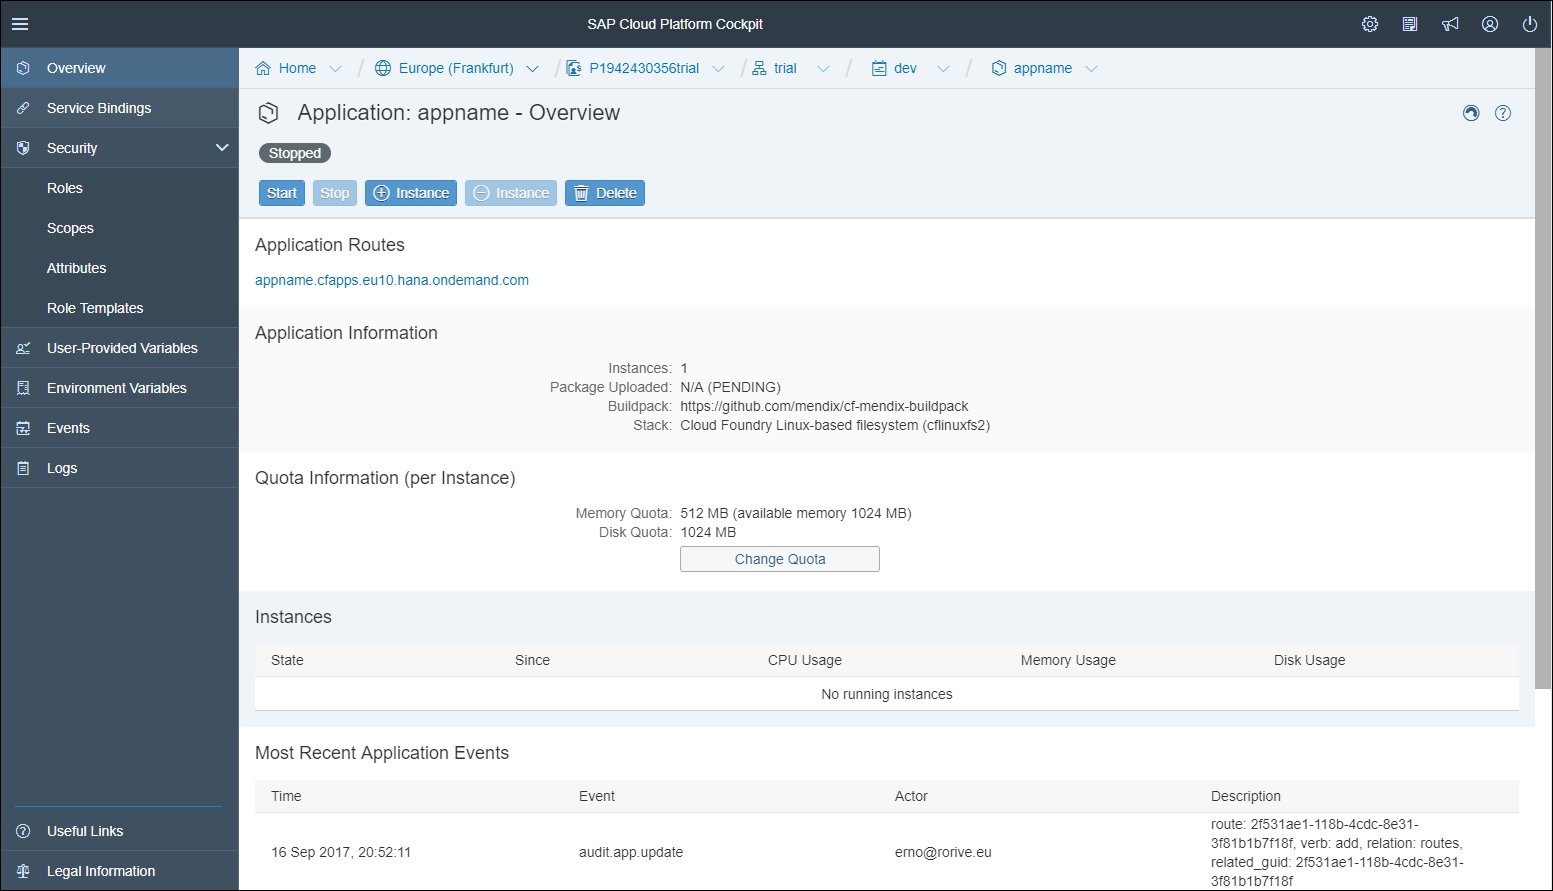 SAP Cloud Platform Cockpit
Overview
Service Bindings
Security
Roles
Scopes
Attributes
Role Templates
User-Provided Variables
Environment Variables
Events
Logs
Useful Links
Legal Information
Home / Europe (Frankfurt) / P1942430356trial / trial / dev / appname
Application: appname - Overview
Stopped
Start Stop Instance Instance Delete
Application Routes
appname.cfapps.eu10.hana.ondemand.com
Application Information
Instances: 1
Package Uploaded: N/A (PENDING)
Buildpack: https://github.com/mendix/cf-mendix-buildpack
Stack: Cloud Foundry Linux-based filesystem (cflinuxfs2)
Quota Information (per Instance)
Memory Quota: 512 MB (available memory 1024 MB)
Disk Quota: 1024 MB
Change Quota
Instances
State Since CPU Usage Memory Usage Disk Usage
No running instances
Most Recent Application Events
Time Event Actor Description
16 Sep 2017, 20:52:11 audit.app.update erno@rorive.eu
route: 2f531ae1-118b-4cdc-8e31-
3f81b1b7f18f, verb: add, relation: routes,
related_guid: 2f531ae1-118b-4cdc-8e31-
3f81b1b7f18f